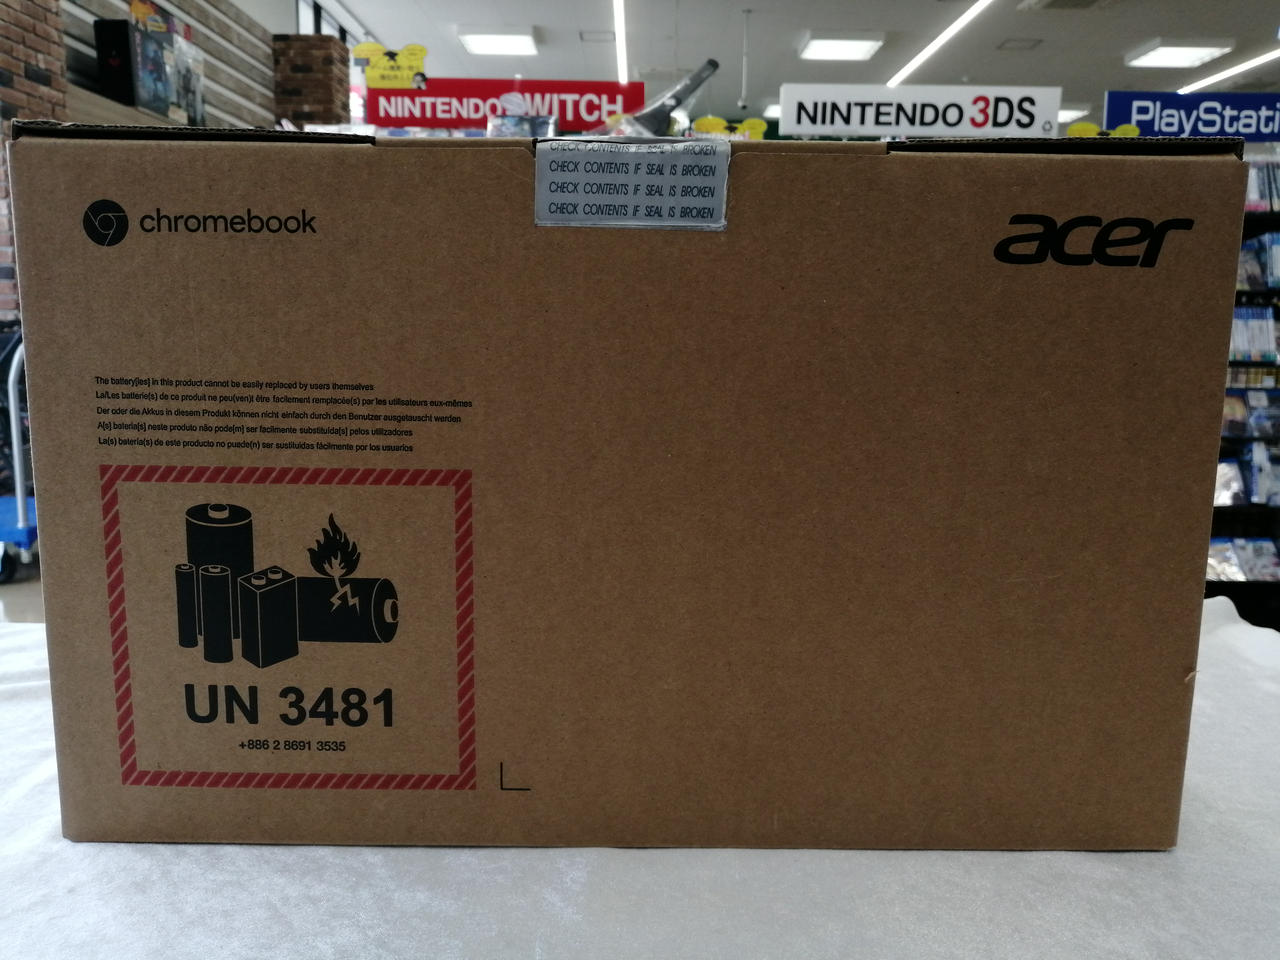 NINTENDO SWITCH
NINTENDO 3DS
PlayStati
CHECK CONTENTS IF SEAL IS BROKEN
CHECK CONTENTS IF SEAL IS BROKEN
CHECK CONTENTS IF SEAL IS BROKEN
CHECK CONTENTS IF SEAL IS BROKEN
chromebook
acer
The battery[ies] in this product cannot be easily replaced by users themselves
La/Les batterie(s) de ce produit ne peu(ven)t être facilement remplacée(s) par les utilisateurs eux-mêmes
Der oder die Akkus in diesem Produkt können nicht einfach durch den Benutzer ausgetauscht werden
A[s] bateria[s] neste produto não pode[m] ser facilmente substituída[s] pelos utilizadores
La(s) batería(s) de este producto no puede(n) ser sustituidas fácilmente por los usuarios
UN 3481
+886 2 8691 3535